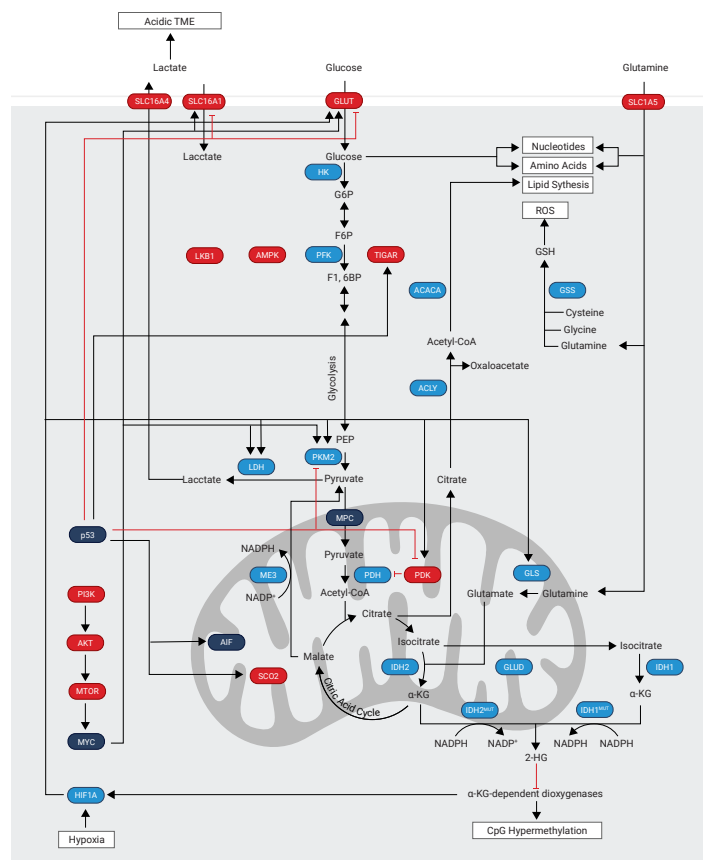 Acidic TME
Lactate
Glucose
Glutamine
SLC16A4
SLC16A1
GLUT
SLC1A5
Lacctate
Glucose
Nucleotides
Amino Acids
Lipid Sythesis
HK
G6P
ROS
F6P
GSH
LKB1
AMPK
PFK
TIGAR
F1, 6BP
ACACA
GSS
Cysteine
Glycine
Glutamine
Acetyl-CoA
Oxaloacetate
Glycolysis
ACLY
PEP
PKM2
LDH
Lacctate
Pyruvate
Citrate
MPC
p53
NADPH
Pyruvate
ME3
PDH
PDK
GLS
NADP⁺
Acetyl-CoA
Glutamate
Glutamine
PI3K
Citrate
AKT
AIF
Isocitrate
Isocitrate
Malate
IDH2
GLUD
IDH1
SCO2
MTOR
α-KG
α-KG
Citric Acid Cycle
IDH2ᴹᵁᵀ
IDH1ᴹᵁᵀ
MYC
NADPH
NADP⁺
NADPH
NADPH
2-HG
HIF1A
α-KG-dependent dioxygenases
Hypoxia
CpG Hypermethylation